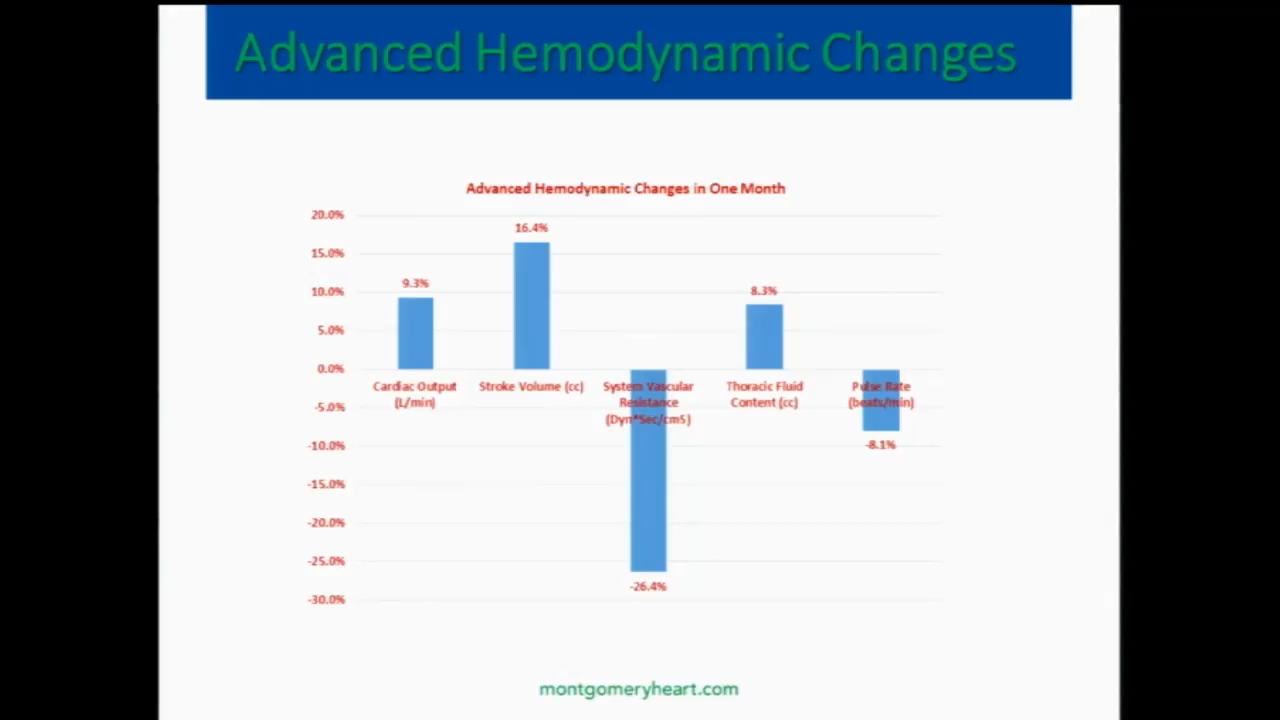 Advanced Hemodynamic Changes
Advanced Hemodynamic Changes in One Month
20.0%
15.0%
10.0%
5.0%
0.0%
-5.0%
-10.0%
-15.0%
-20.0%
-25.0%
-30.0%
9.3%
16.4%
-26.4%
8.3%
-8.1%
Cardiac Output
(L/min)
Stroke Volume (cc)
System Vascular
Resistance
(Dyn*Sec/cm5)
Thoracic Fluid
Content (cc)
Pulse Rate
(beats/min)
montgomeryheart.com